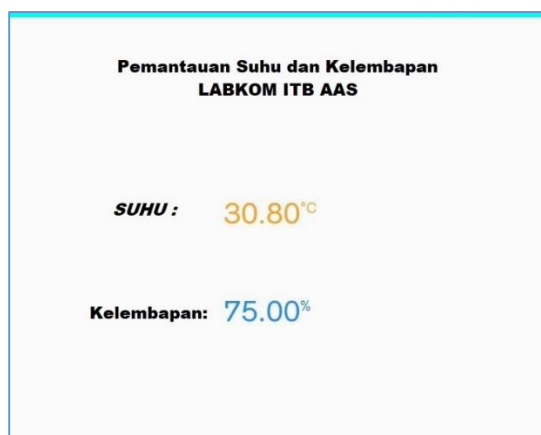 Pemantauan Suhu dan Kelembapan
LABKOM ITB AAS
SUHU : 30.80°C
Kelembapan: 75.00%